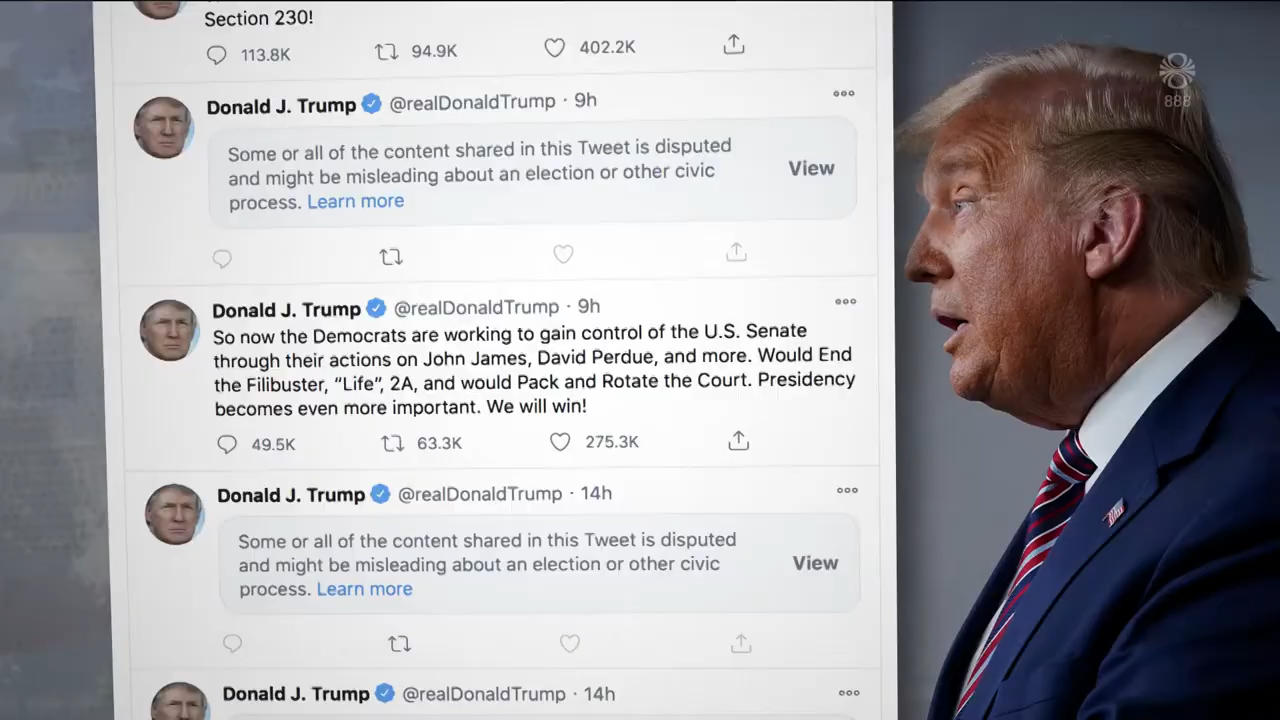 Section 230!
113.8K 94.9K 402.2K
Donald J. Trump @realDonaldTrump · 9h
Some or all of the content shared in this Tweet is disputed
and might be misleading about an election or other civic
process. Learn more
View
Donald J. Trump @realDonaldTrump · 9h
So now the Democrats are working to gain control of the U.S. Senate
through their actions on John James, David Perdue, and more. Would End
the Filibuster, “Life”, 2A, and would Pack and Rotate the Court. Presidency
becomes even more important. We will win!
49.5K 63.3K 275.3K
Donald J. Trump @realDonaldTrump · 14h
Some or all of the content shared in this Tweet is disputed
and might be misleading about an election or other civic
process. Learn more
View
Donald J. Trump @realDonaldTrump · 14h
888